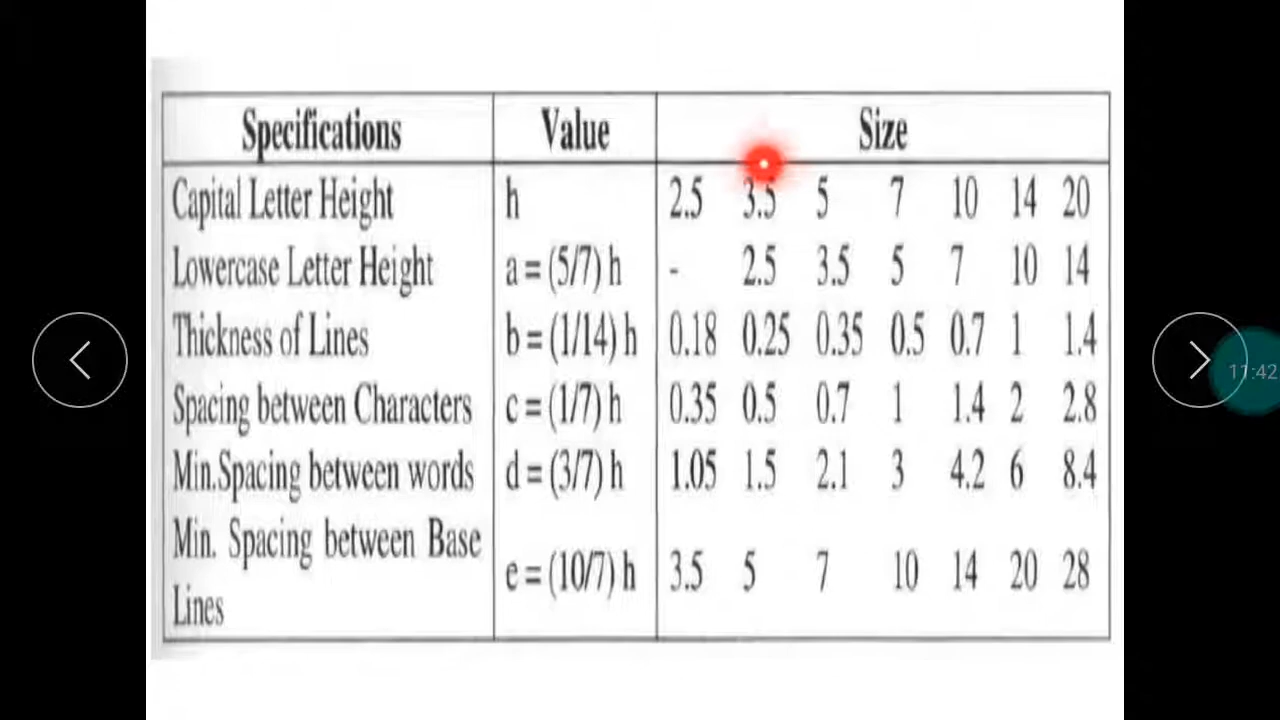 Specifications Value Size
Capital Letter Height h 2.5 3.5 5 7 10 14 20
Lowercase Letter Height a = (5/7) h - 2.5 3.5 5 7 10 14
Thickness of Lines b = (1/14) h 0.18 0.25 0.35 0.5 0.7 1 1.4
Spacing between Characters c = (1/7) h 0.35 0.5 0.7 1 1.4 2 2.8
Min.Spacing between words d = (3/7) h 1.05 1.5 2.1 3 4.2 6 8.4
Min. Spacing between Base
Lines e = (10/7) h 3.5 5 7 10 14 20 28
11:42